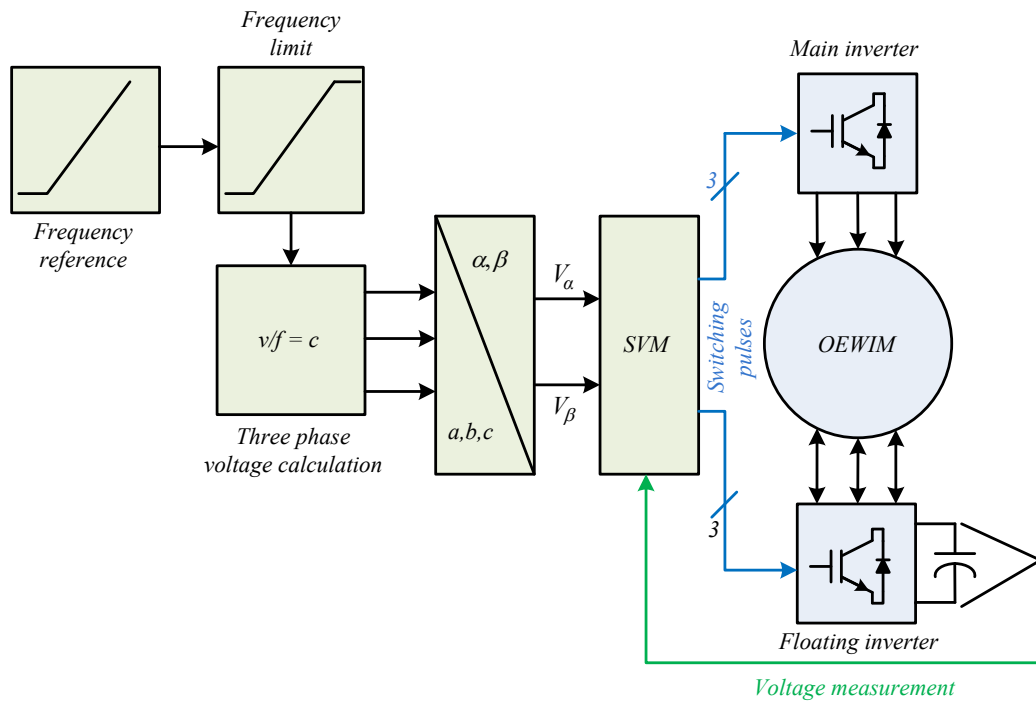 Frequency
limit
Frequency
reference
v/f = c
Three phase
voltage calculation
α,β
a,b,c
Vα
Vβ
SVM
3
Switching
pulses
3
Main inverter
OEWIM
Floating inverter
Voltage measurement